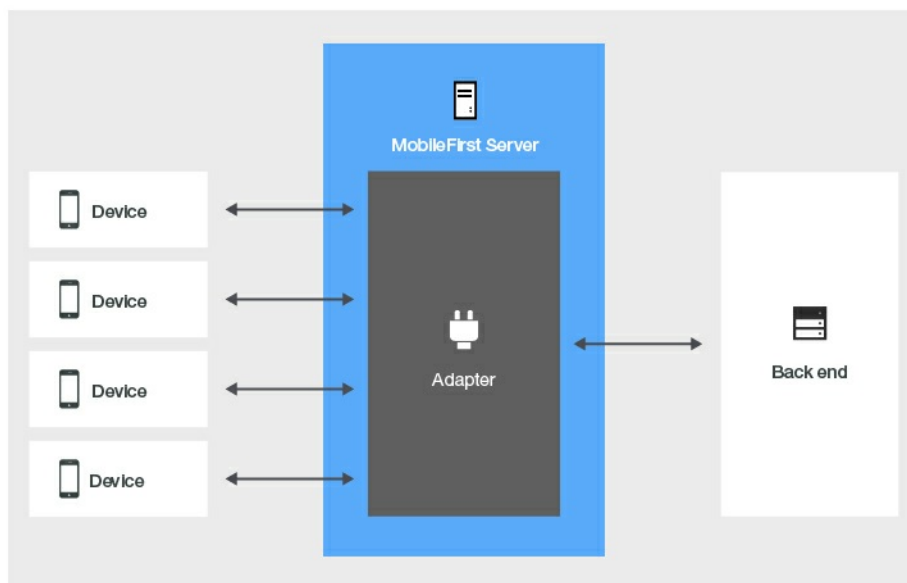 MobileFirst Server
Device
Device
Device
Device
Adapter
Back end